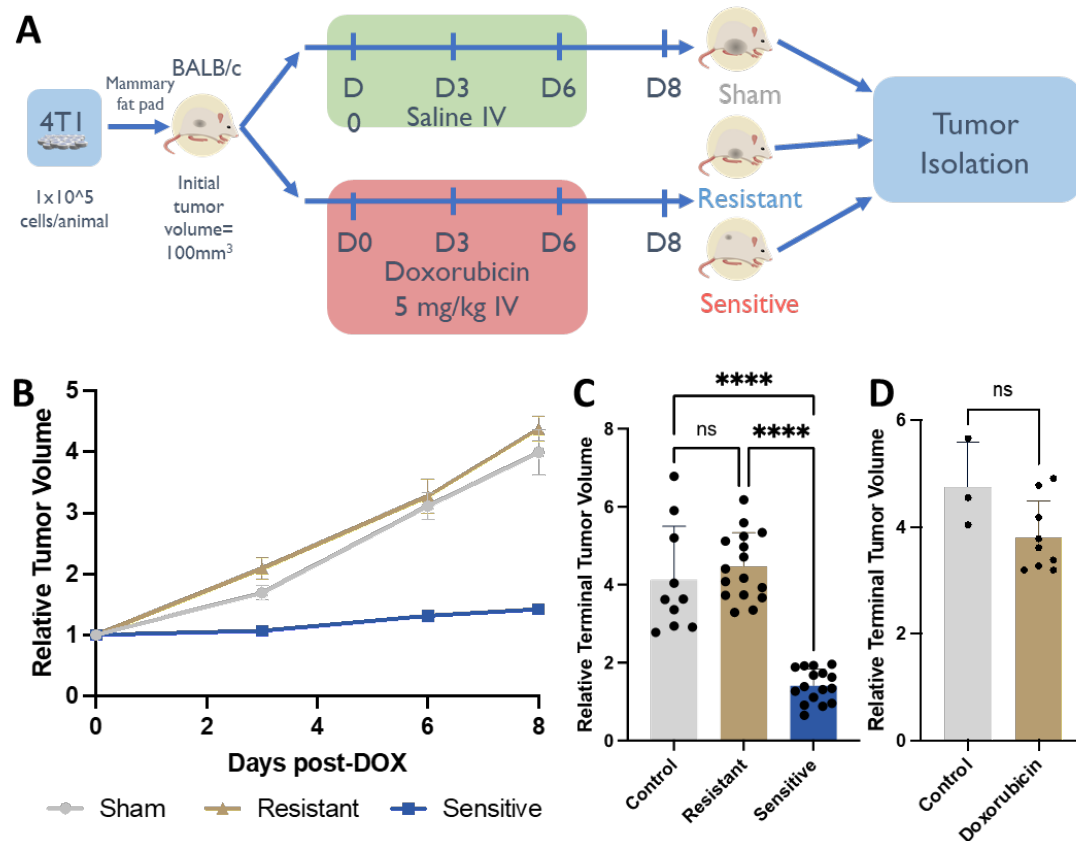 A
4T1
1x10^5
cells/animal
Mammary
fat pad
BALB/c
Initial
tumor
volume=
100mm³
D
0
D3
D6
D8
Saline IV
D0
D3
D6
D8
Doxorubicin
5 mg/kg IV
Sham
Resistant
Sensitive
Tumor
Isolation
B
Relative Tumor Volume
5
4
3
2
1
0
0
2
4
6
8
Days post-DOX
Sham
Resistant
Sensitive
C
Relative Terminal Tumor Volume
8
6
4
2
0
****
ns
****
Control
Resistant
Sensitive
D
Relative Terminal Tumor Volume
6
4
2
0
ns
Control
Doxorubicin